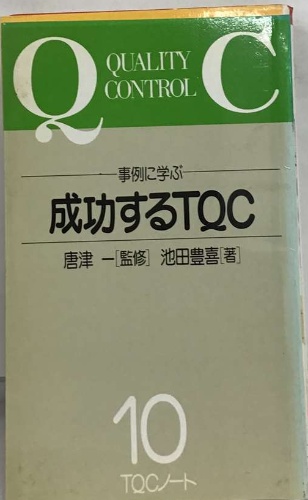 QUALITY
QC
CONTROL
事例に学ぶ
成功するTQC
唐津 一[監修] 池田豊喜[著]
10
TQCノート